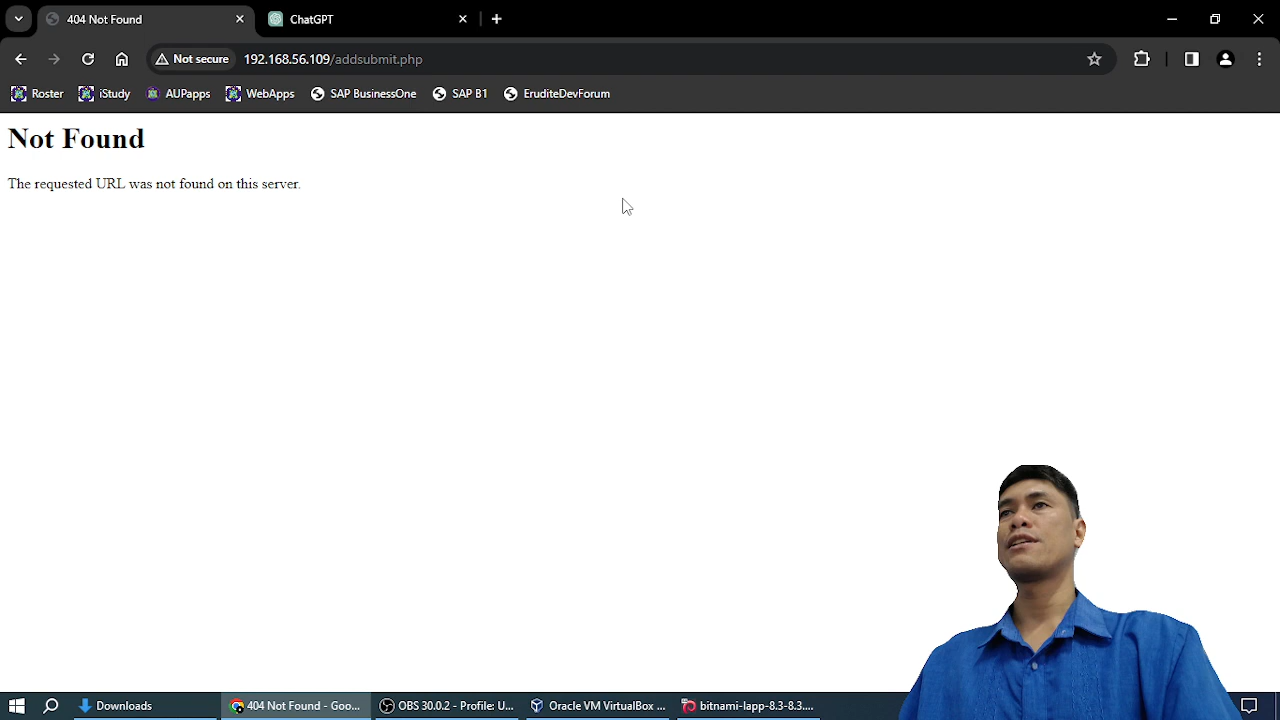 404 Not Found
ChatGPT
Not secure
192.168.56.109/addsubmit.php
Roster
iStudy
AUPapps
WebApps
SAP BusinessOne
SAP B1
EruditeDevForum
Not Found
The requested URL was not found on this server.
Downloads
404 Not Found - Goo...
OBS 30.0.2 - Profile: U...
Oracle VM VirtualBox ...
bitnami-lapp-8.3-8.3....